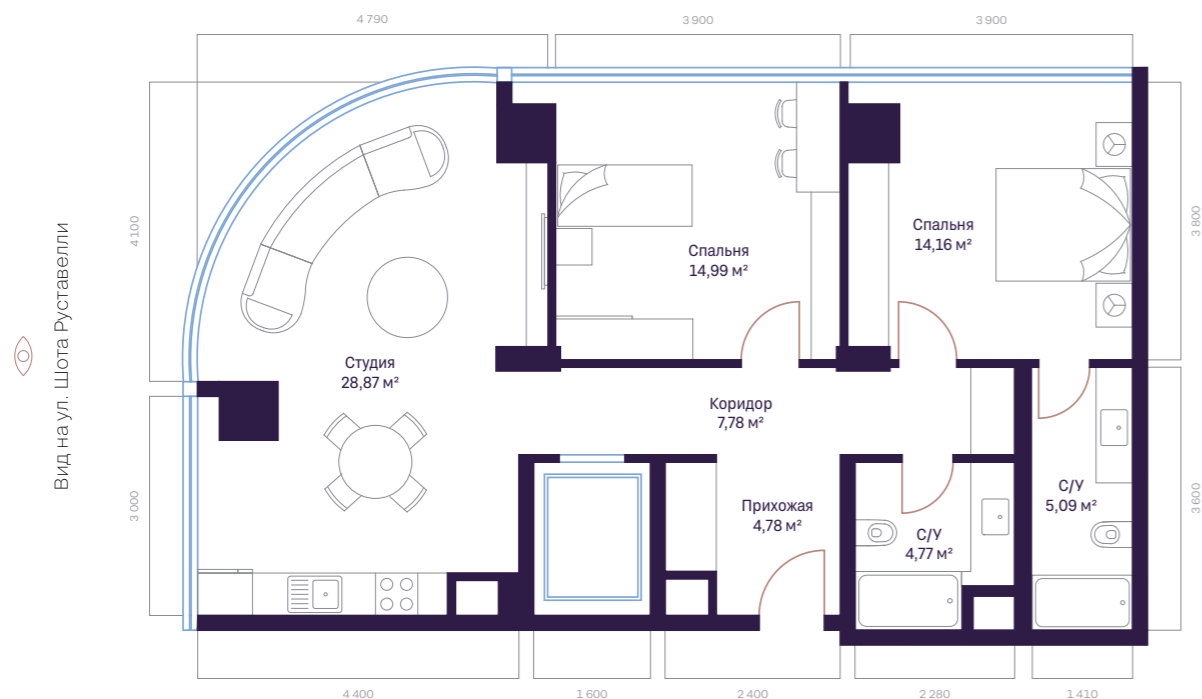 4 790
3 900
3 900
4 100
3 800
Вид на ул. Шота Руставелли
Спальня
14,99 м²
Спальня
14,16 м²
Студия
28,87 м²
Коридор
7,78 м²
Прихожая
4,78 м²
С/У
4,77 м²
С/У
5,09 м²
3 000
3 600
4 400
1 600
2 400
2 280
1 410